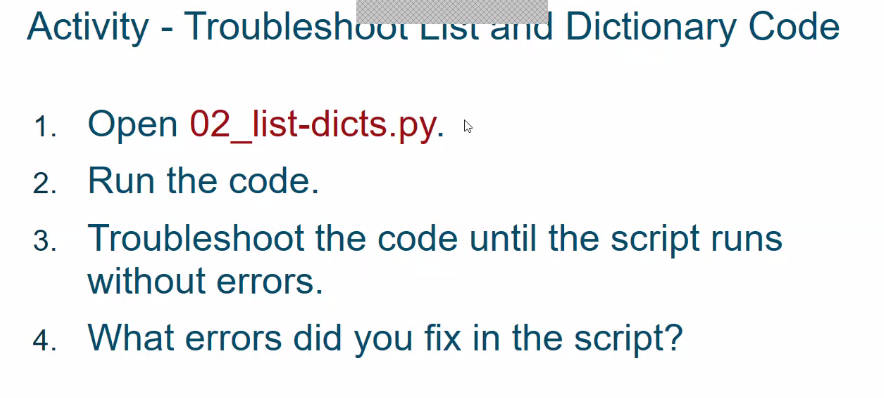 Activity - Troubleshoot List and Dictionary Code
1. Open 02_list-dicts.py.
2. Run the code.
3. Troubleshoot the code until the script runs
without errors.
4. What errors did you fix in the script?